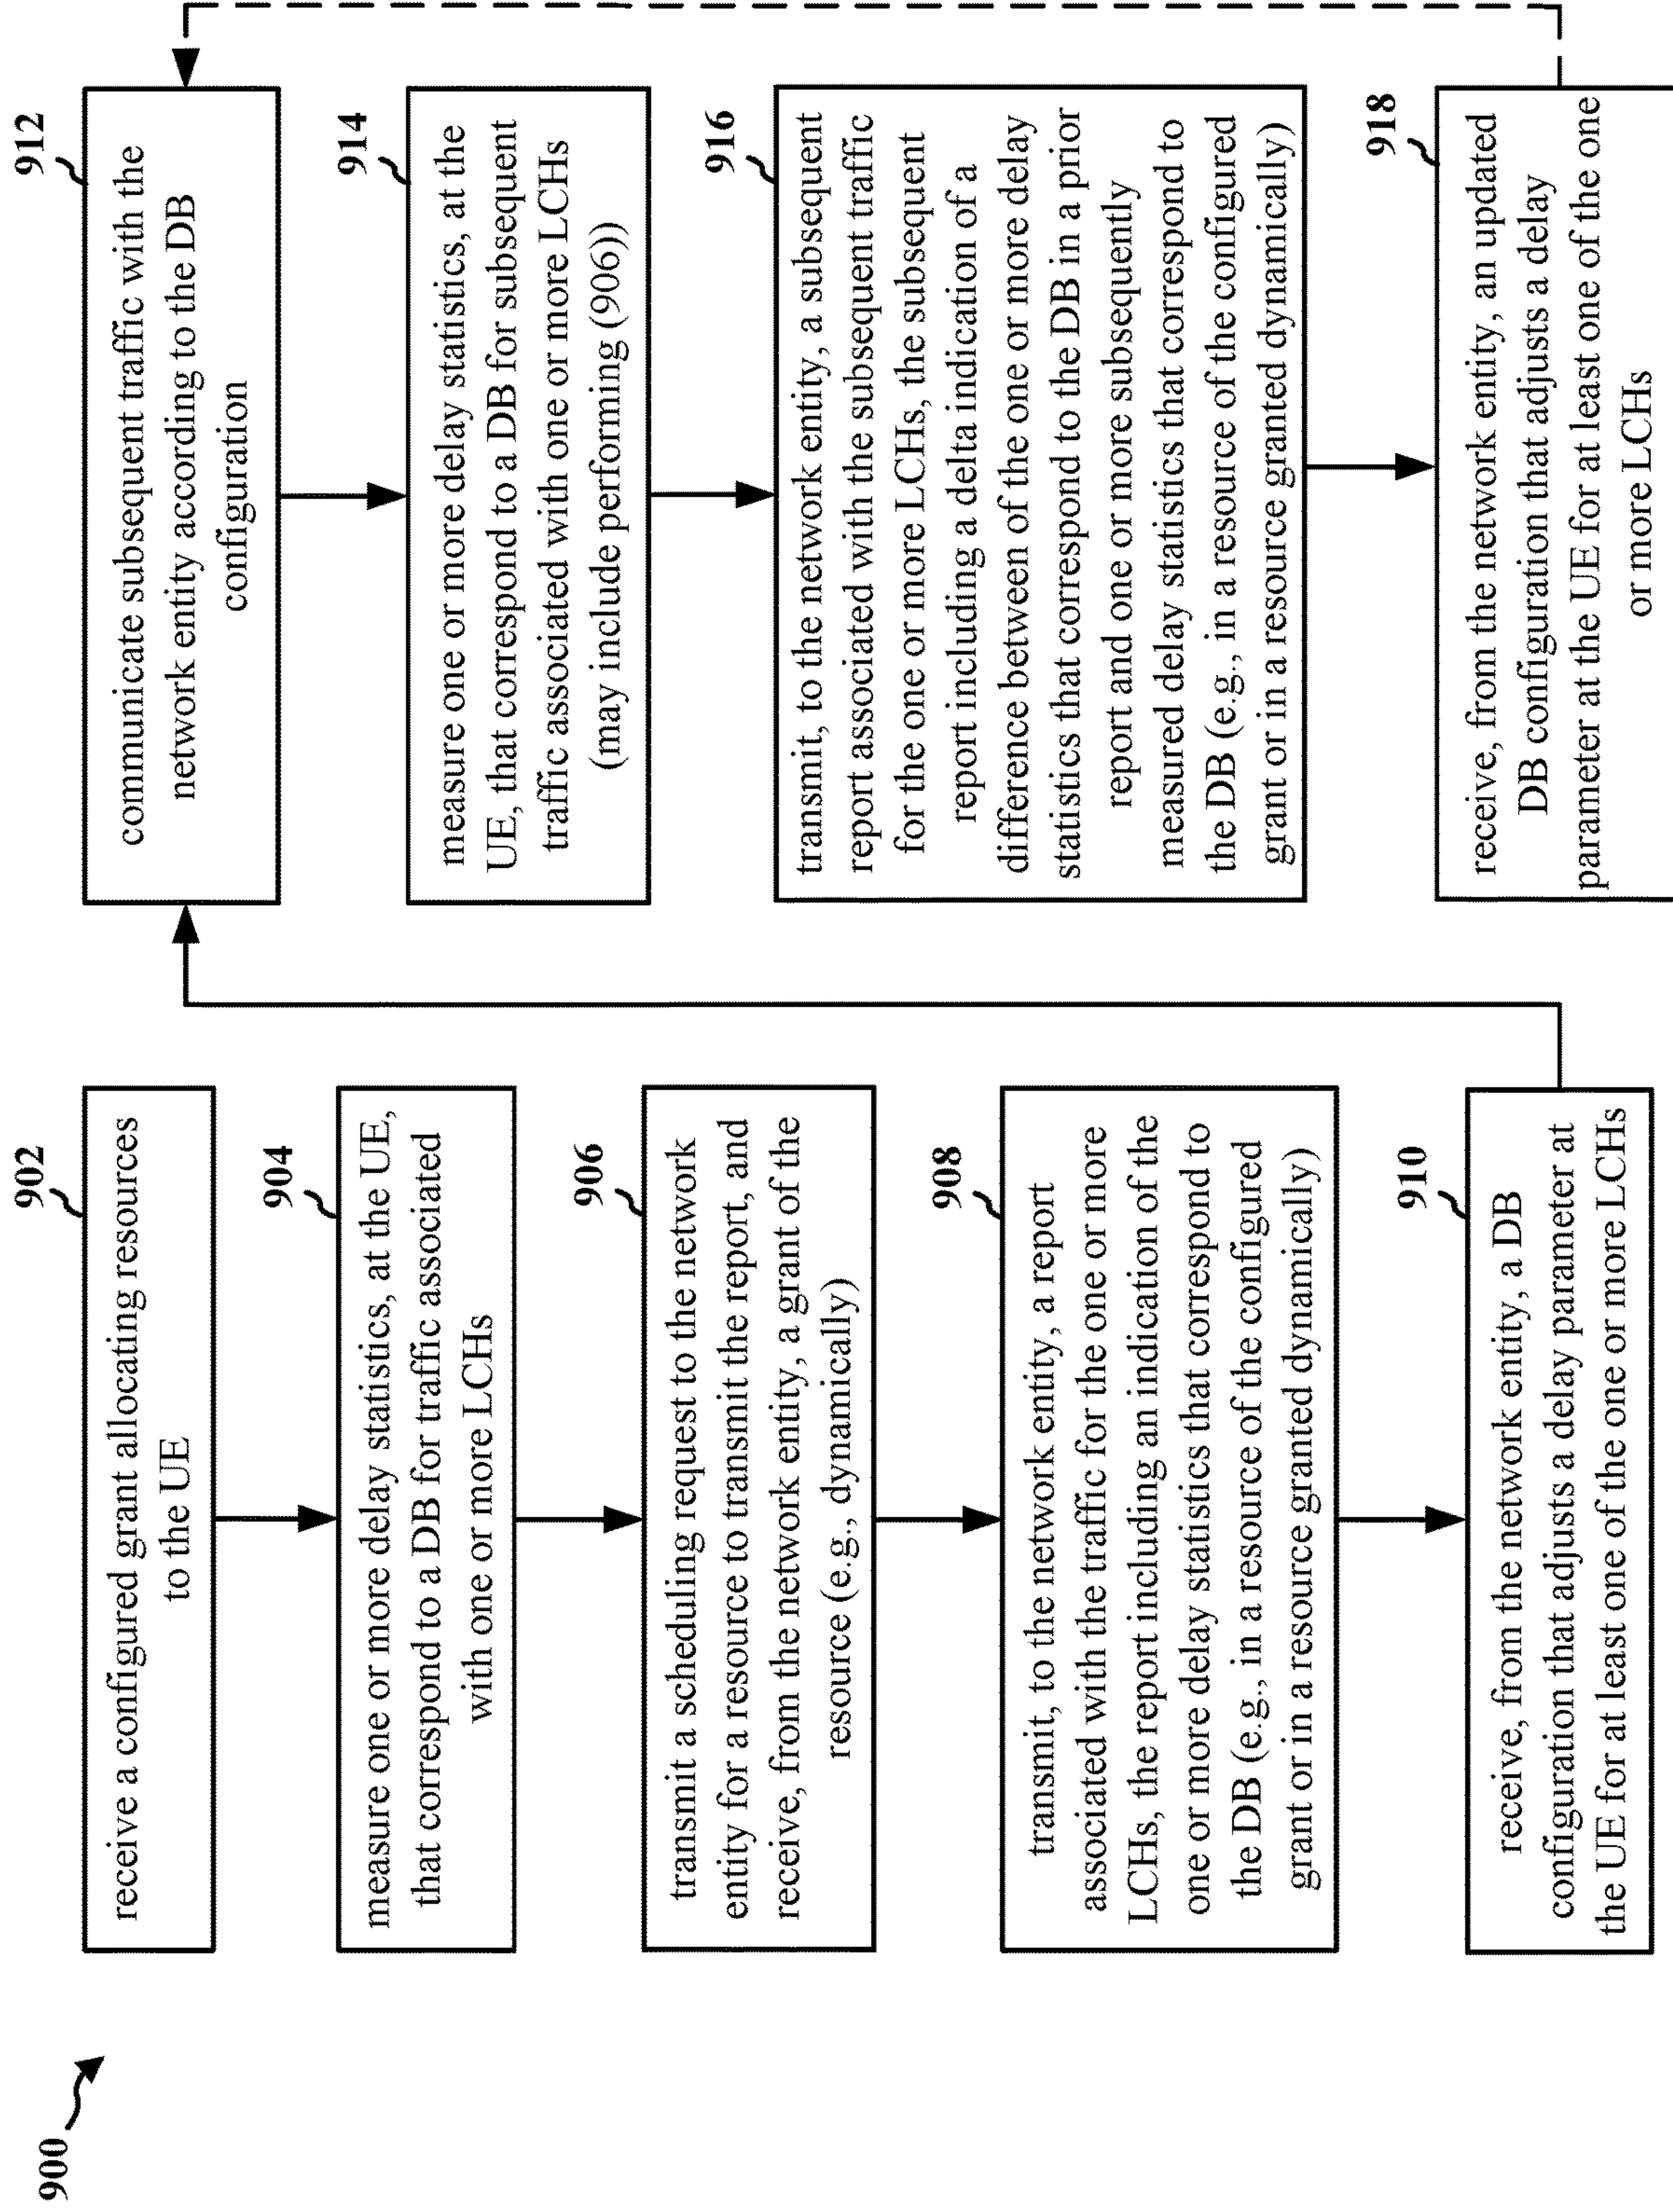 900
902
receive a configured grant allocating resources
to the UE
904
measure one or more delay statistics, at the UE,
that correspond to a DB for traffic associated
with one or more LCHs
906
transmit a scheduling request to the network
entity for a resource to transmit the report, and
receive, from the network entity, a grant of the
resource (e.g., dynamically)
908
transmit, to the network entity, a report
associated with the traffic for the one or more
LCHs, the report including an indication of the
one or more delay statistics that correspond to
the DB (e.g., in a resource of the configured
grant or in a resource granted dynamically)
910
receive, from the network entity, a DB
configuration that adjusts a delay parameter at
the UE for at least one of the one or more LCHs
912
communicate subsequent traffic with the
network entity according to the DB
configuration
914
measure one or more delay statistics, at the
UE, that correspond to a DB for subsequent
traffic associated with one or more LCHs
(may include performing (906))
916
transmit, to the network entity, a subsequent
report associated with the subsequent traffic
for the one or more LCHs, the subsequent
report including a delta indication of a
difference between of the one or more delay
statistics that correspond to the DB in a prior
report and one or more subsequently
measured delay statistics that correspond to
the DB (e.g., in a resource of the configured
grant or in a resource granted dynamically)
918
receive, from the network entity, an updated
DB configuration that adjusts a delay
parameter at the UE for at least one of the one
or more LCHs